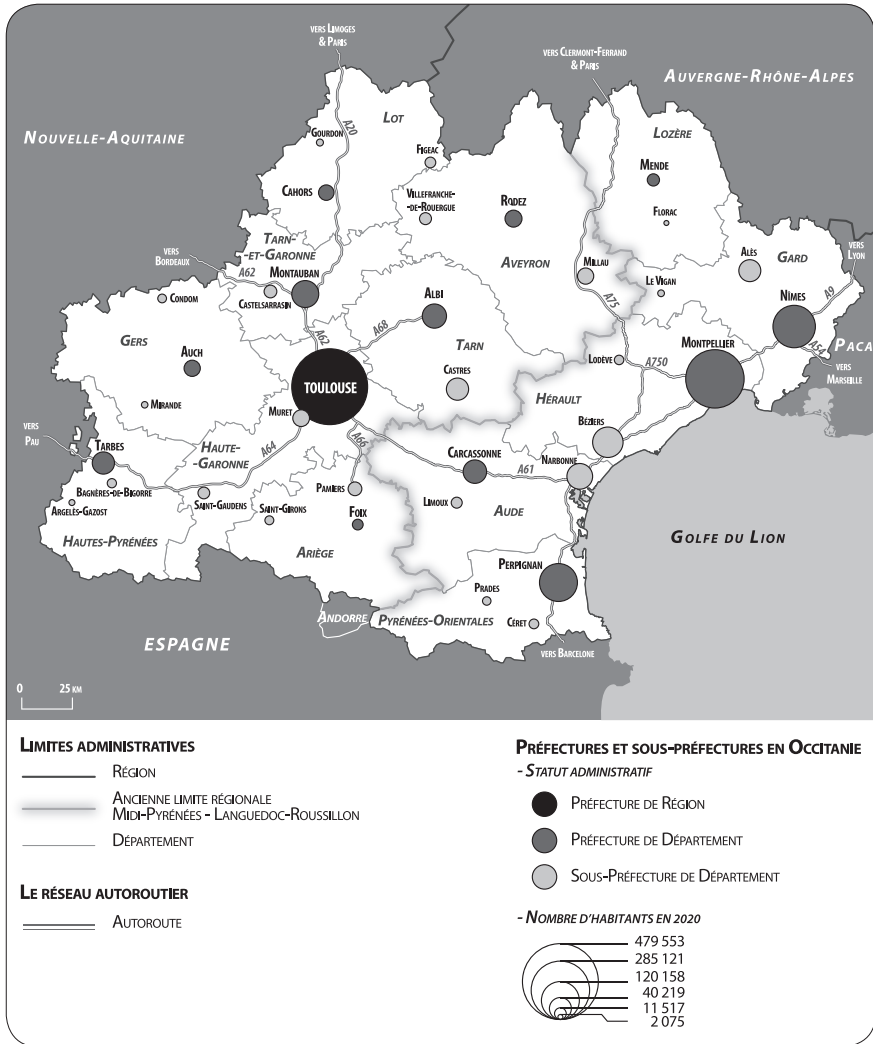 VERS LIMOGES
& PARIS
VERS CLERMONT-FERRAND
& PARIS
AUVERGNE-RHÔNE-ALPES
NOUVELLE-AQUITAINE
LOT
A20
GOURDON
FIGEAC
LOZÈRE
MENDE
CAHORS
VILLEFRANCHE-
-DE-ROUERGUE
RODEZ
FLORAC
TARN-
-ET-GARONNE
VERS
BORDEAUX
A62
MONTAUBAN
CASTELSARRASIN
AVEYRON
MILLAU
ALÈS
GARD
VERS
LYON
LE VIGAN
A9
CONDOM
ALBI
A75
NÎMES
GERS
A62
A68
AUCH
TARN
LODÈVE
A750
MONTPELLIER
A54
PACA
VERS
MARSEILLE
TOULOUSE
CASTRES
MIRANDE
MURET
HÉRAULT
BÉZIERS
VERS
PAU
TARBES
HAUTE-
-GARONNE
A64
A66
CARCASSONNE
A61
NARBONNE
BAGNÈRES-DE-BIGORRE
ARGELÈS-GAZOST
SAINT-GAUDENS
SAINT-GIRONS
PAMIERS
FOIX
LIMOUX
AUDE
HAUTES-PYRÉNÉES
ARIÈGE
GOLFE DU LION
PERPIGNAN
PRADES
ANDORRE
PYRÉNÉES-ORIENTALES
CÉRET
ESPAGNE
VERS BARCELONE
0 25 KM
LIMITES ADMINISTRATIVES
RÉGION
ANCIENNE LIMITE RÉGIONALE
MIDI-PYRÉNÉES - LANGUEDOC-ROUSSILLON
DÉPARTEMENT
LE RÉSEAU AUTOROUTIER
AUTOROUTE
PRÉFECTURES ET SOUS-PRÉFECTURES EN OCCITANIE
- STATUT ADMINISTRATIF
PRÉFECTURE DE RÉGION
PRÉFECTURE DE DÉPARTEMENT
SOUS-PRÉFECTURE DE DÉPARTEMENT
- NOMBRE D'HABITANTS EN 2020
479 553
285 121
120 158
40 219
11 517
2 075